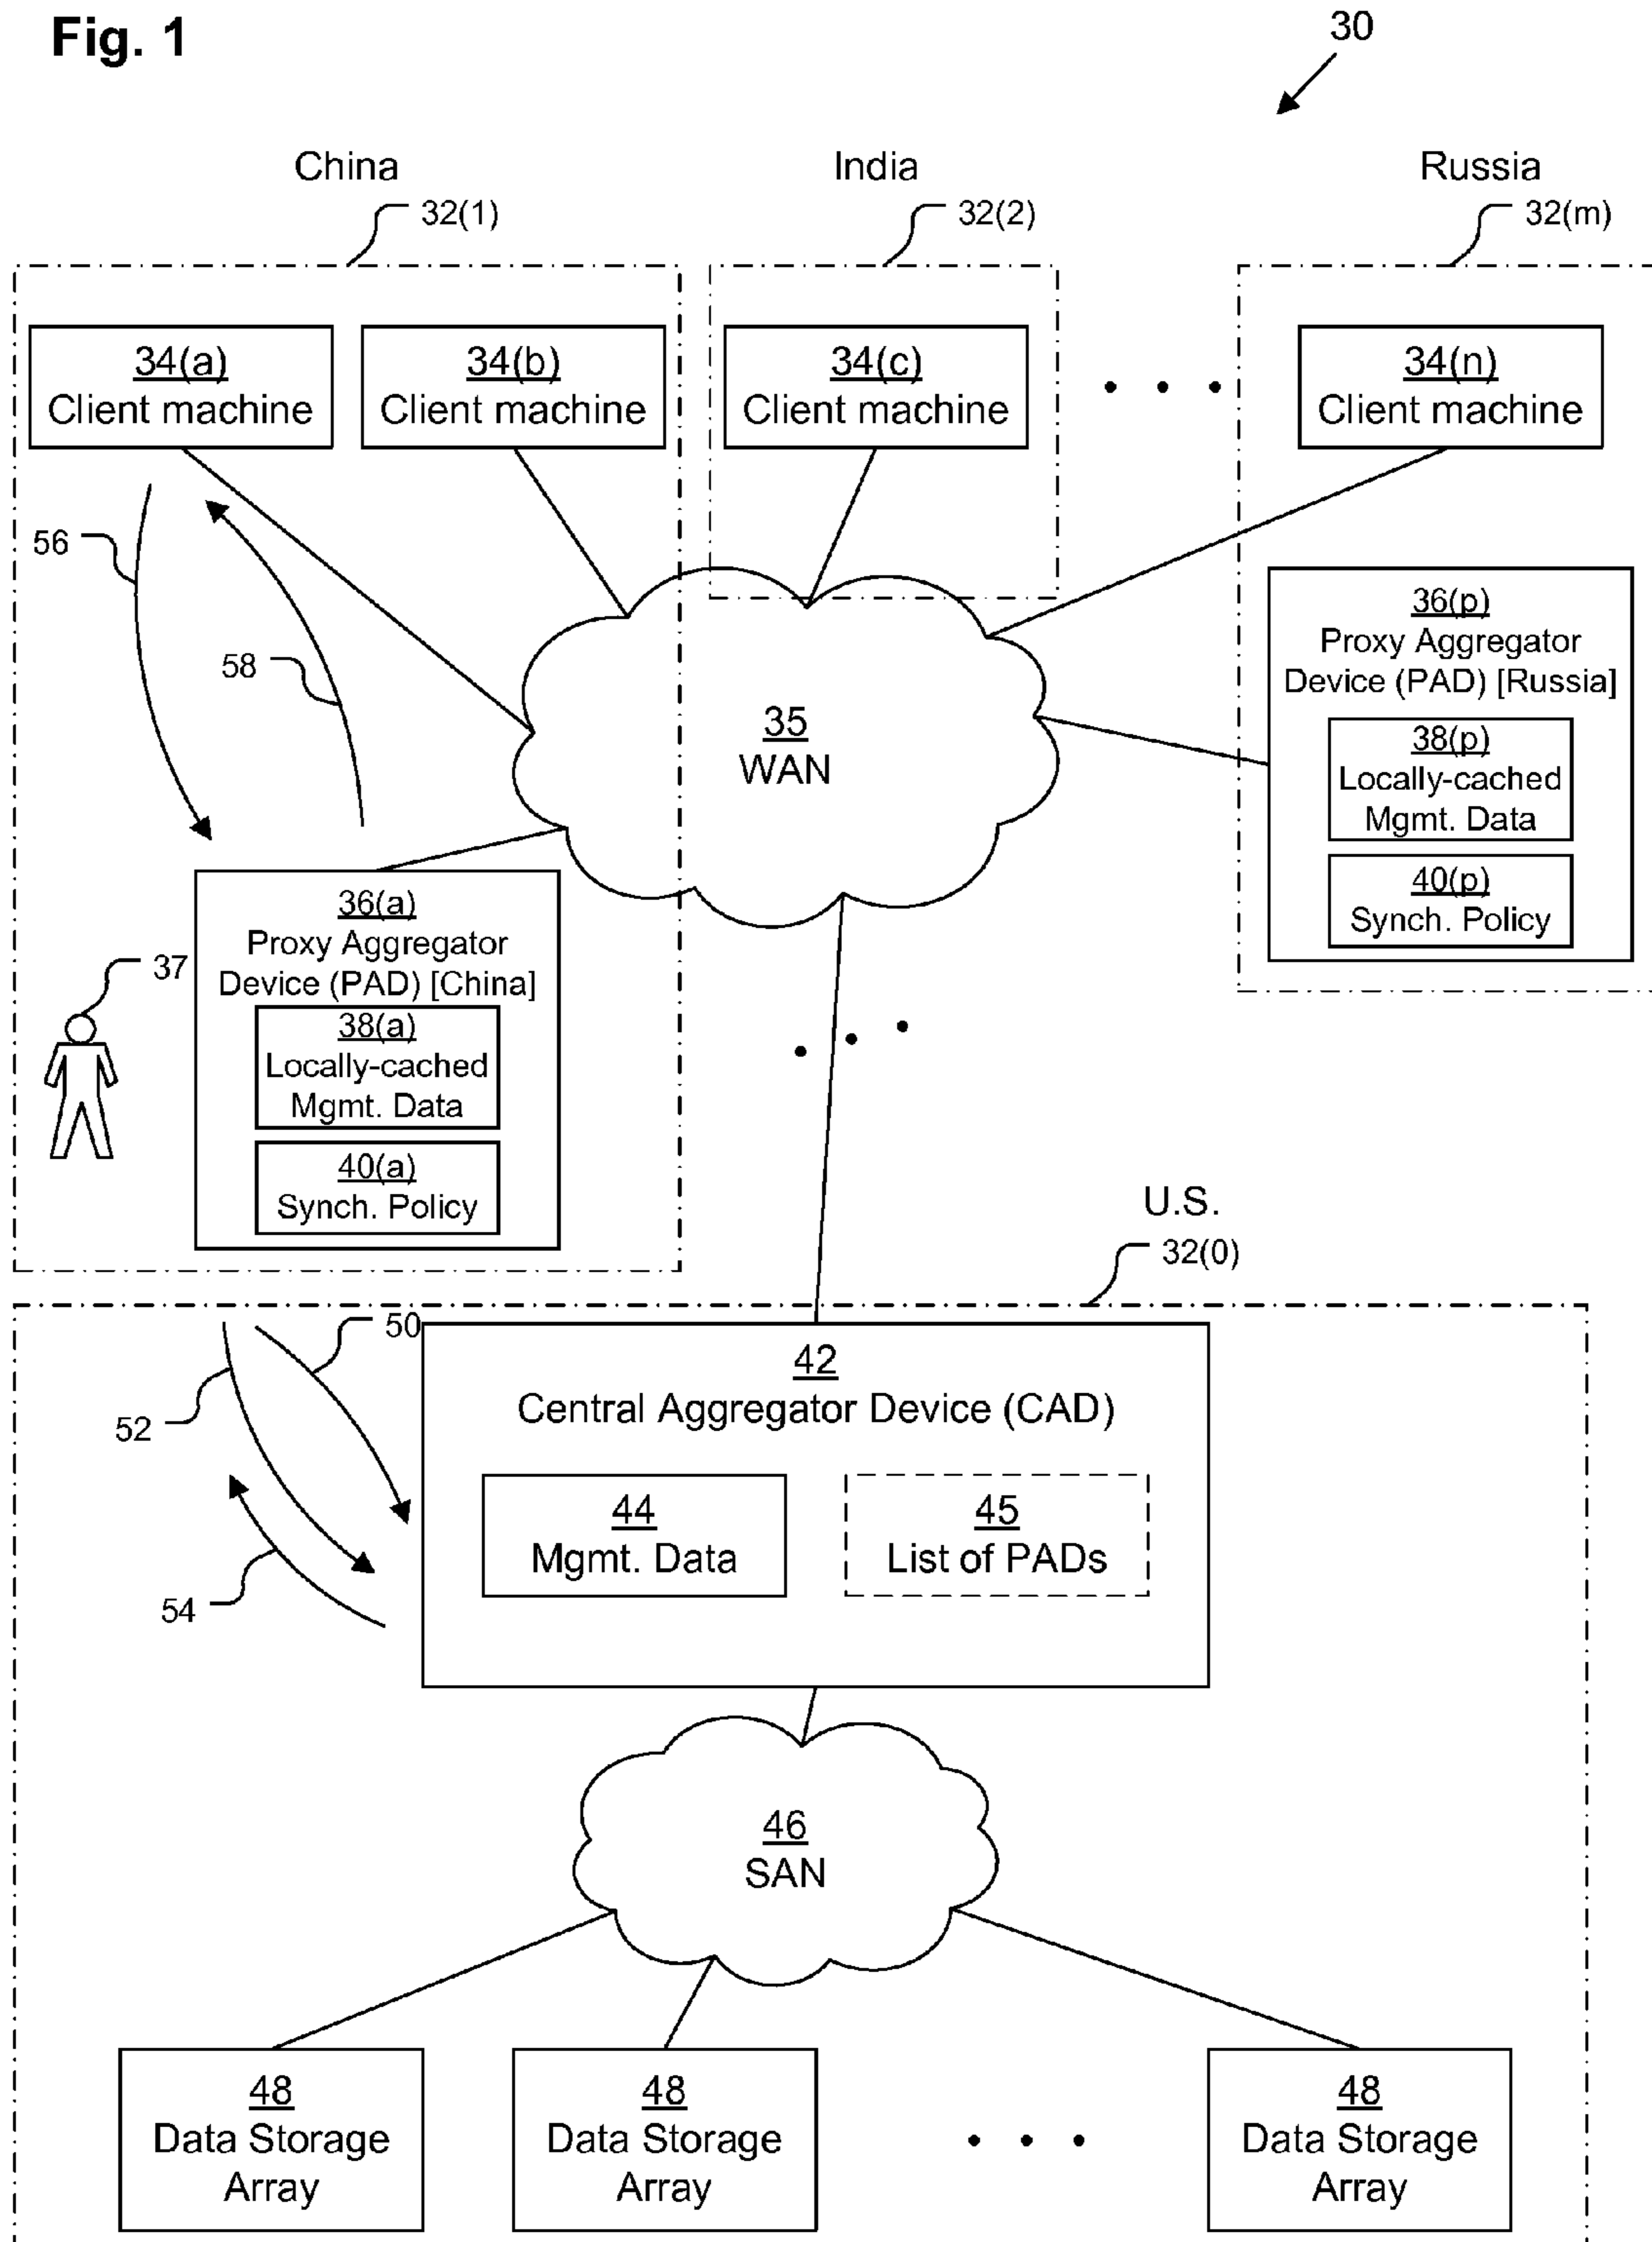 Fig. 1
30
China
India
Russia
32(1)
32(2)
32(m)
34(a)
Client machine
34(b)
Client machine
34(c)
Client machine
34(n)
Client machine
56
58
35
WAN
36(p)
Proxy Aggregator
Device (PAD) [Russia]
38(p)
Locally-cached
Mgmt. Data
40(p)
Synch. Policy
37
36(a)
Proxy Aggregator
Device (PAD) [China]
38(a)
Locally-cached
Mgmt. Data
40(a)
Synch. Policy
U.S.
32(0)
50
52
54
42
Central Aggregator Device (CAD)
44
Mgmt. Data
45
List of PADs
46
SAN
48
Data Storage
Array
48
Data Storage
Array
48
Data Storage
Array